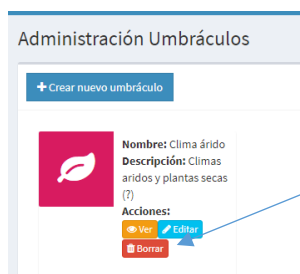 Administración Umbráculos
+ Crear nuevo umbráculo
Nombre: Clima árido
Descripción: Climas
aridos y plantas secas
(?)
Acciones:
Ver Editar
Borrar